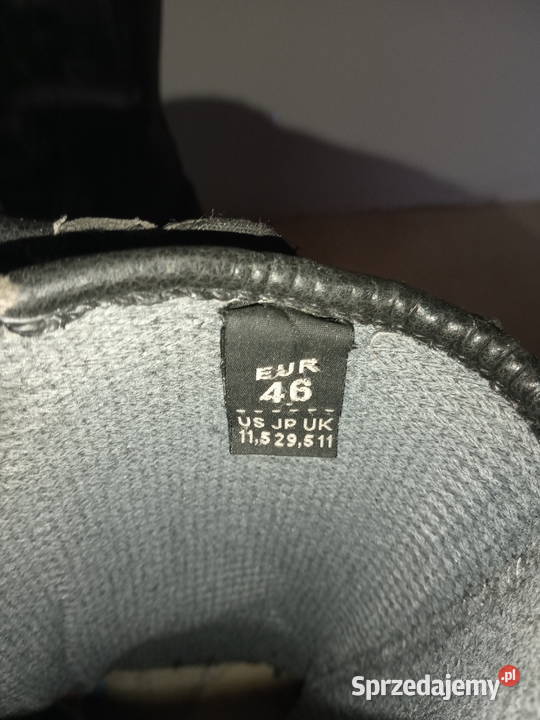 EUR
46
US JP UK
11,5 29,5 11
Sprzedajemy.pl